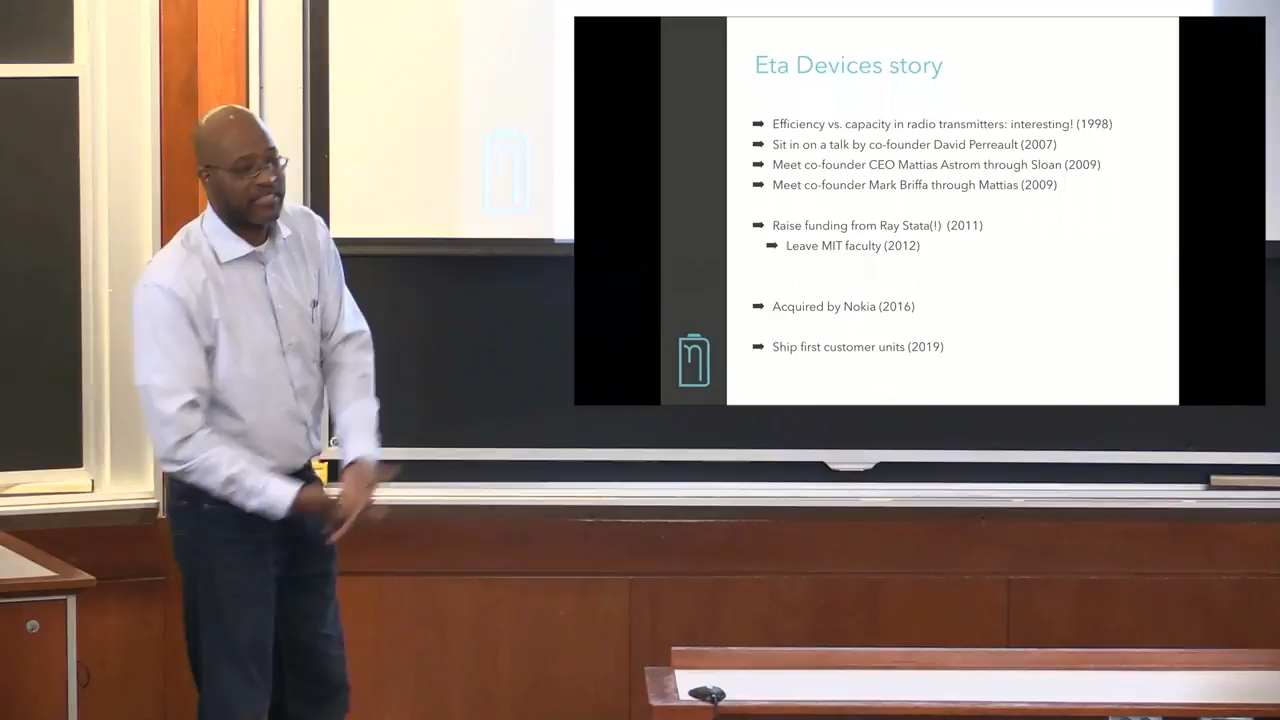 Eta Devices story
Efficiency vs. capacity in radio transmitters: interesting! (1998)
Sit in on a talk by co-founder David Perreault (2007)
Meet co-founder CEO Mattias Astrom through Sloan (2009)
Meet co-founder Mark Briffa through Mattias (2009)
Raise funding from Ray Stata(!) (2011)
Leave MIT faculty (2012)
Acquired by Nokia (2016)
Ship first customer units (2019)
η